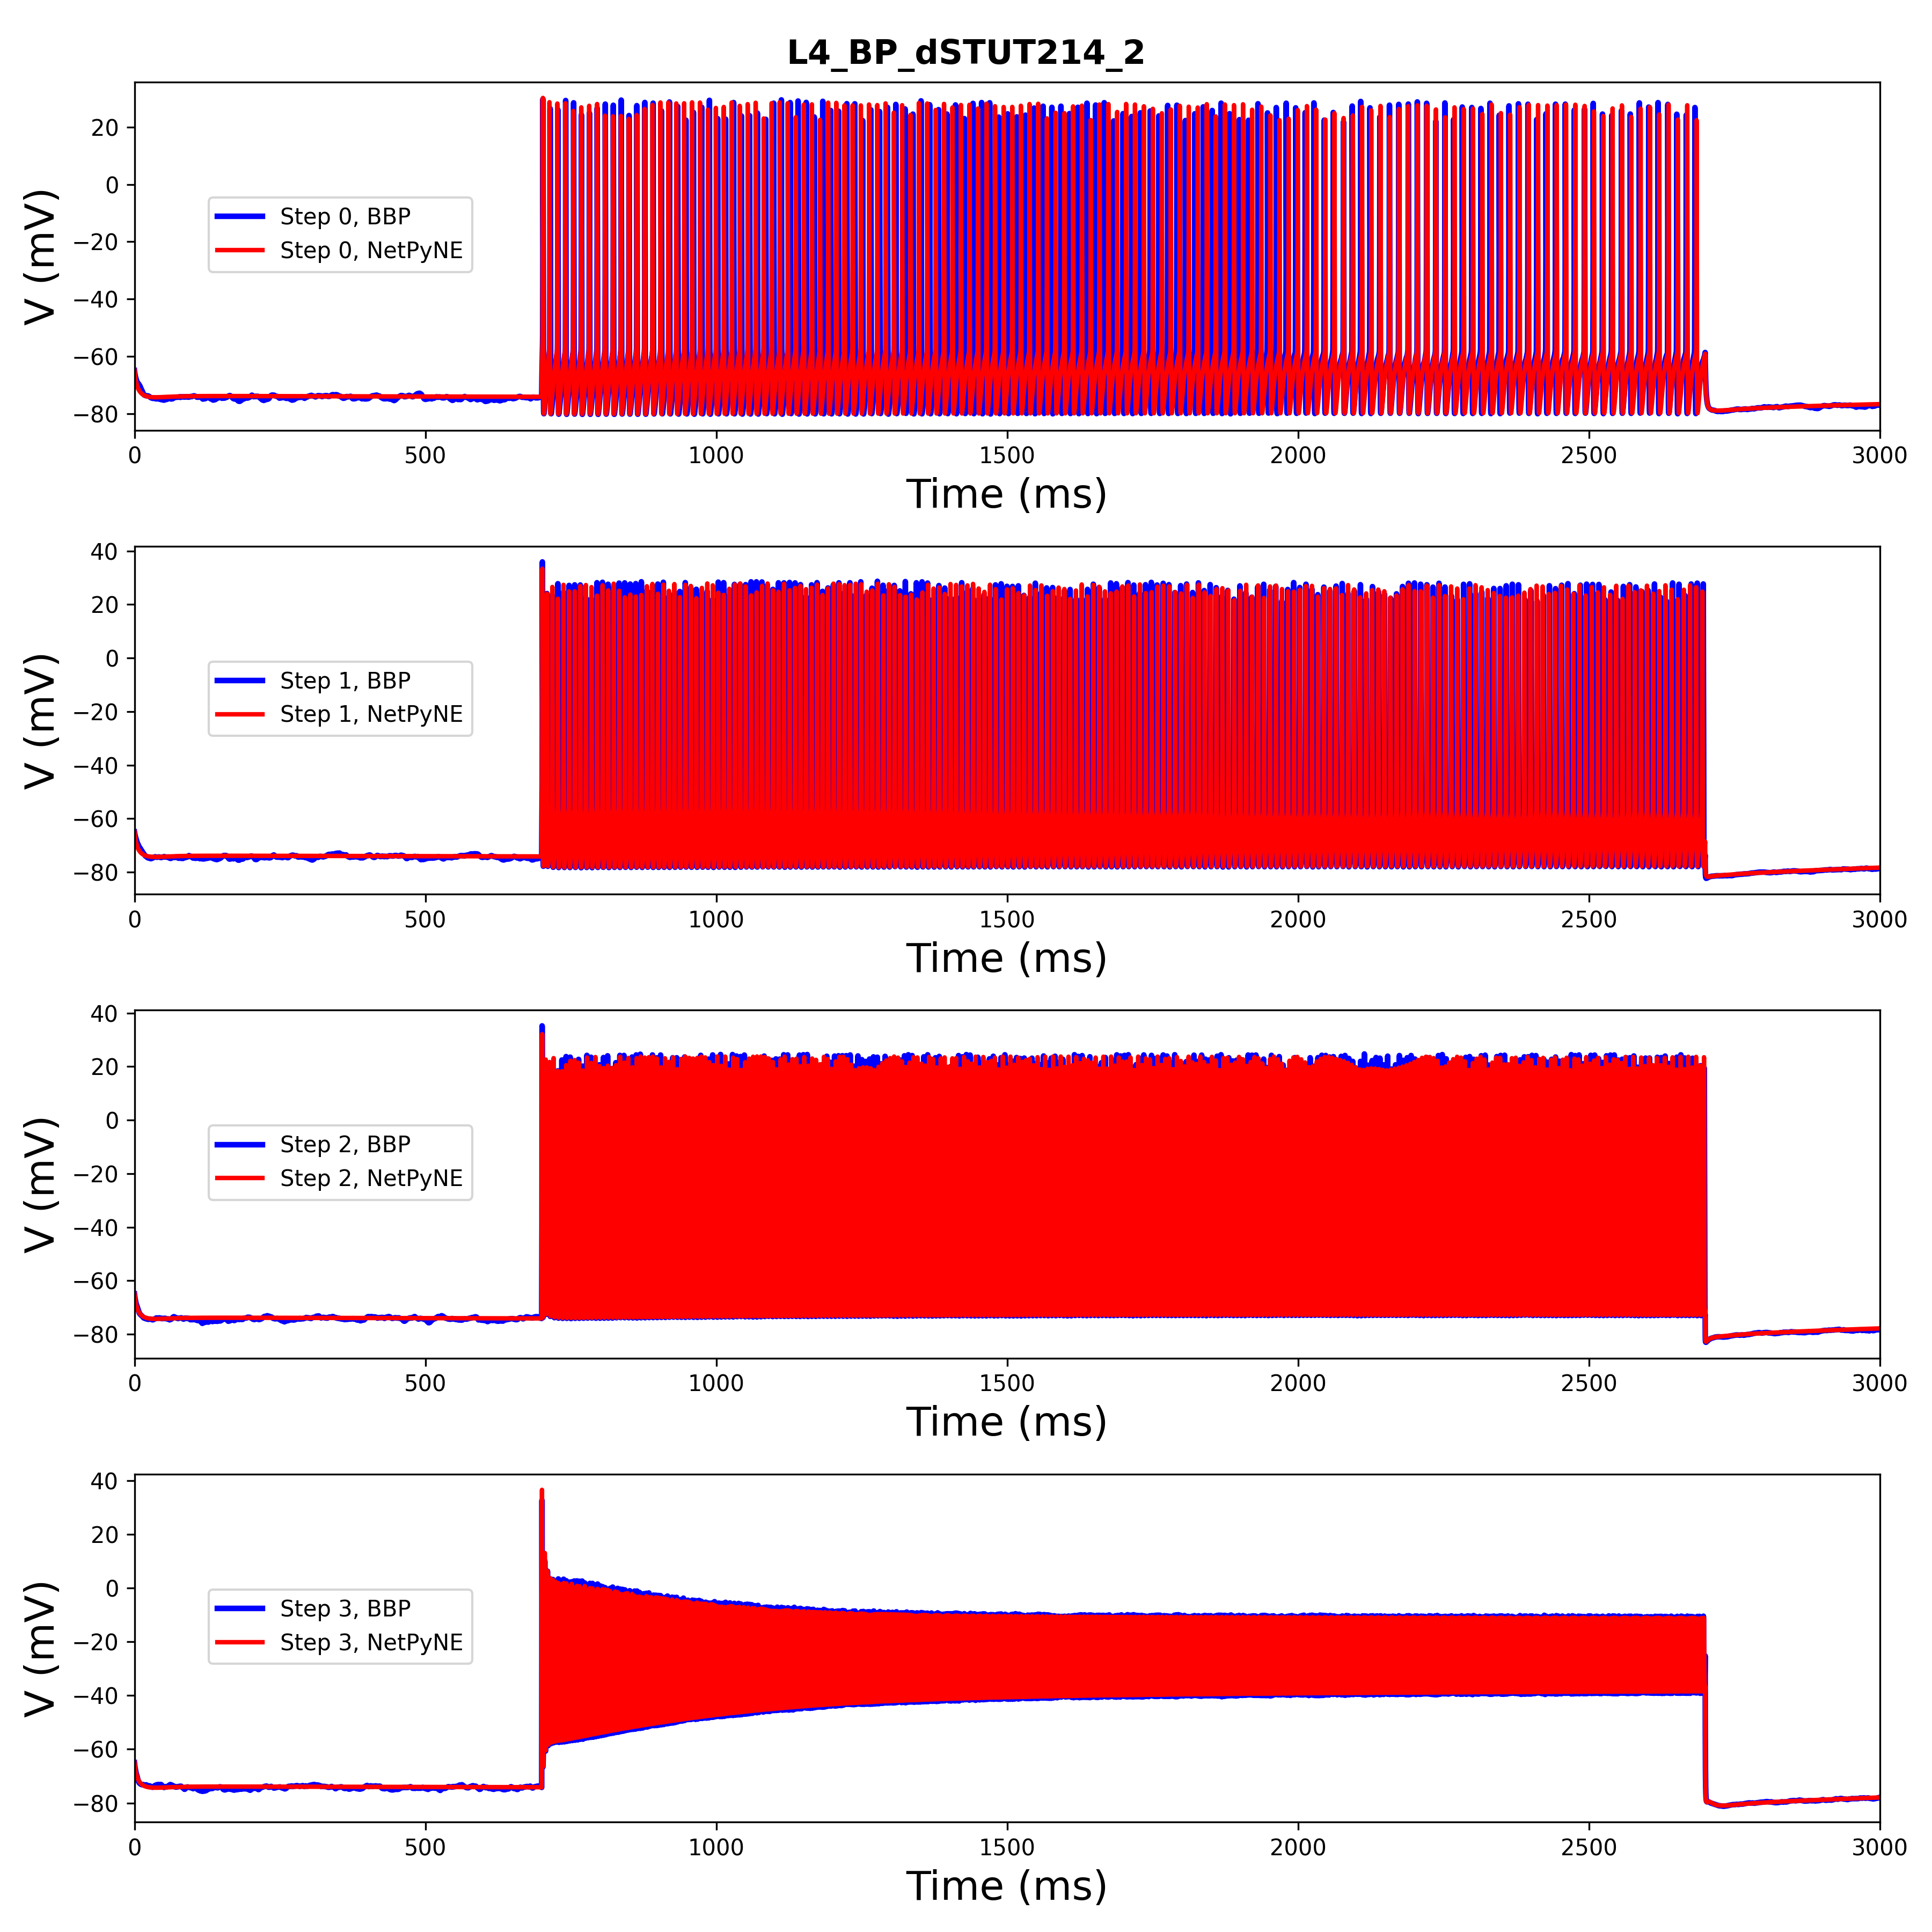 L4_BP_dSTUT214_2
V (mV)
20
0
−20
−40
−60
−80
Step 0, BBP
Step 0, NetPyNE
0 500 1000 1500 2000 2500 3000
Time (ms)
V (mV)
40
20
0
−20
−40
−60
−80
Step 1, BBP
Step 1, NetPyNE
0 500 1000 1500 2000 2500 3000
Time (ms)
V (mV)
40
20
0
−20
−40
−60
−80
Step 2, BBP
Step 2, NetPyNE
0 500 1000 1500 2000 2500 3000
Time (ms)
V (mV)
40
20
0
−20
−40
−60
−80
Step 3, BBP
Step 3, NetPyNE
0 500 1000 1500 2000 2500 3000
Time (ms)